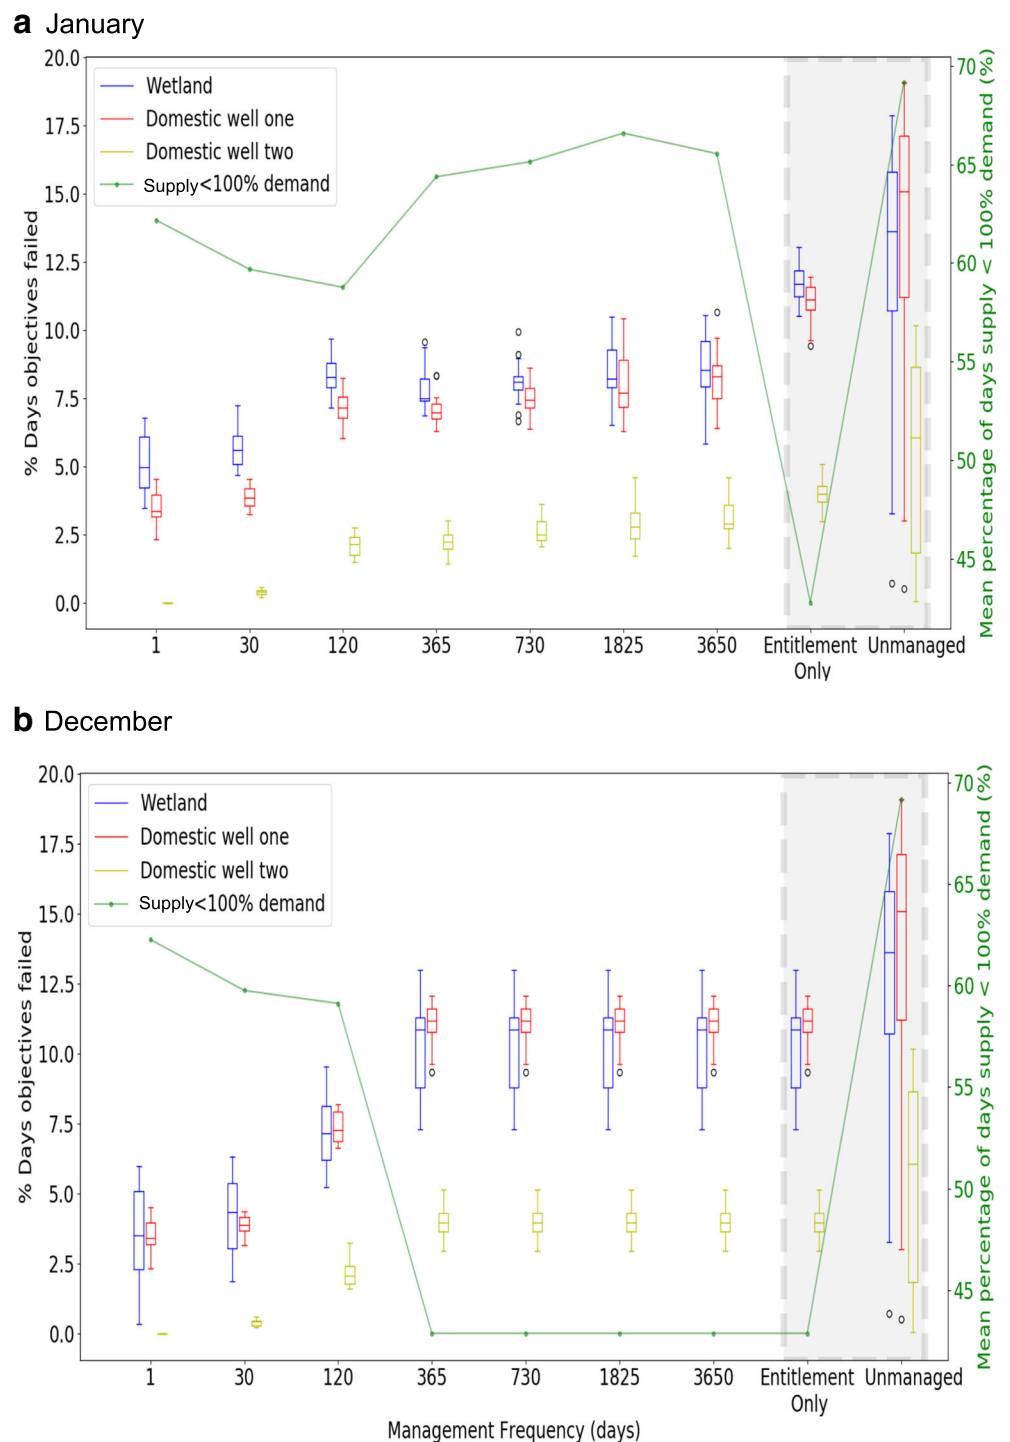 a January
Wetland
Domestic well one
Domestic well two
Supply<100% demand
20.0
17.5
15.0
12.5
10.0
7.5
5.0
2.5
0.0
% Days objectives failed
70
65
60
55
50
45
Mean percentage of days supply < 100% demand (%)
1 30 120 365 730 1825 3650 Entitlement Only Unmanaged
b December
Wetland
Domestic well one
Domestic well two
Supply<100% demand
20.0
17.5
15.0
12.5
10.0
7.5
5.0
2.5
0.0
% Days objectives failed
70
65
60
55
50
45
Mean percentage of days supply < 100% demand (%)
1 30 120 365 730 1825 3650 Entitlement Only Unmanaged
Management Frequency (days)